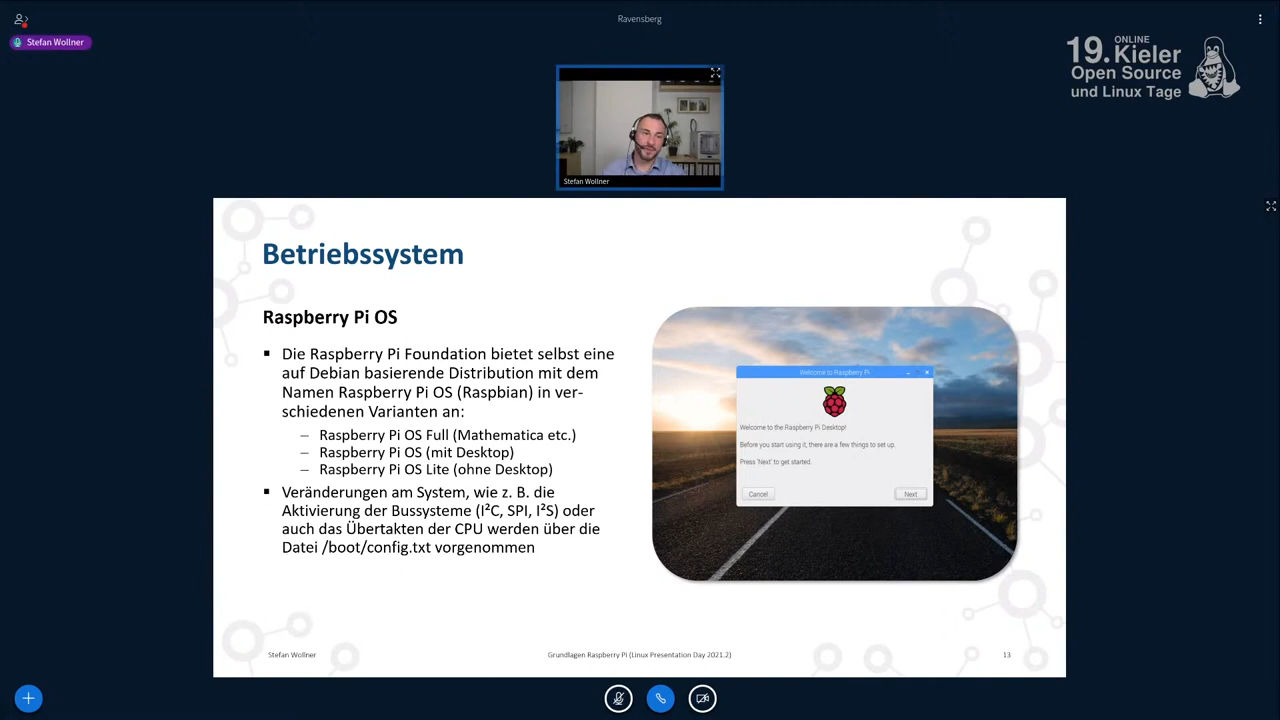 Ravensberg
Stefan Wollner
ONLINE
19. Kieler
Open Source
und Linux Tage
Stefan Wollner
Betriebssystem
Raspberry Pi OS
▪ Die Raspberry Pi Foundation bietet selbst eine
auf Debian basierende Distribution mit dem
Namen Raspberry Pi OS (Raspbian) in ver-
schiedenen Varianten an:
– Raspberry Pi OS Full (Mathematica etc.)
– Raspberry Pi OS (mit Desktop)
– Raspberry Pi OS Lite (ohne Desktop)
▪ Veränderungen am System, wie z. B. die
Aktivierung der Bussysteme (I²C, SPI, I²S) oder
auch das Übertakten der CPU werden über die
Datei /boot/config.txt vorgenommen
Welcome to Raspberry Pi
Welcome to the Raspberry Pi Desktop!
Before you start using it, there are a few things to set up.
Press 'Next' to get started.
Cancel
Next
Stefan Wollner
Grundlagen Raspberry Pi (Linux Presentation Day 2021.2)
13